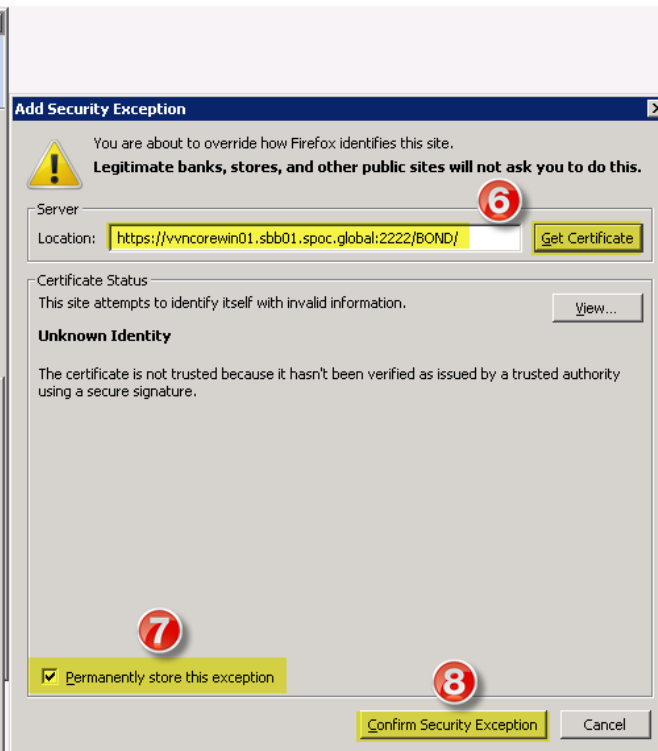 Add Security Exception
You are about to override how Firefox identifies this site.
Legitimate banks, stores, and other public sites will not ask you to do this.
6
Server
Location: https://vvncorewin01.sbb01.spoc.global:2222/BOND/ Get Certificate
Certificate Status
This site attempts to identify itself with invalid information. View...
Unknown Identity
The certificate is not trusted because it hasn't been verified as issued by a trusted authority
using a secure signature.
7
Permanently store this exception
8
Confirm Security Exception Cancel